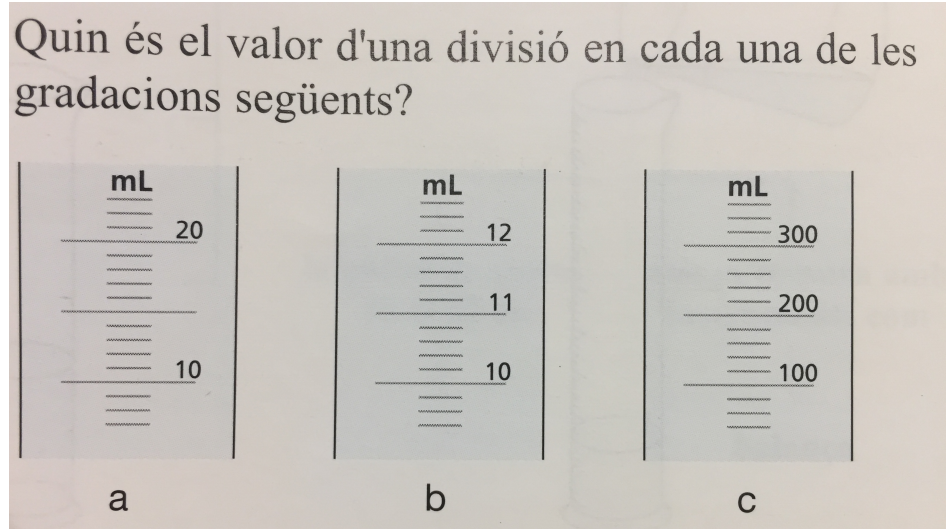 Quin és el valor d'una divisió en cada una de les
gradacions següents?
mL mL mL
20 12 300
11 200
10 10 100
a b c